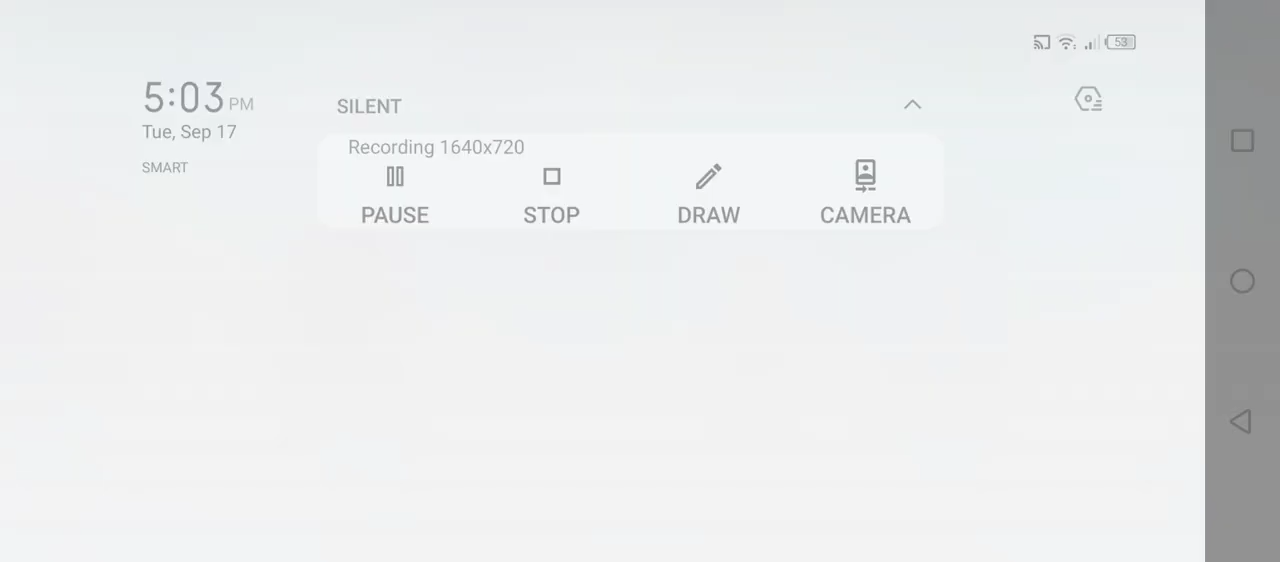 53
5:03 PM
Tue, Sep 17
SMART
SILENT
Recording 1640x720
PAUSE STOP DRAW CAMERA